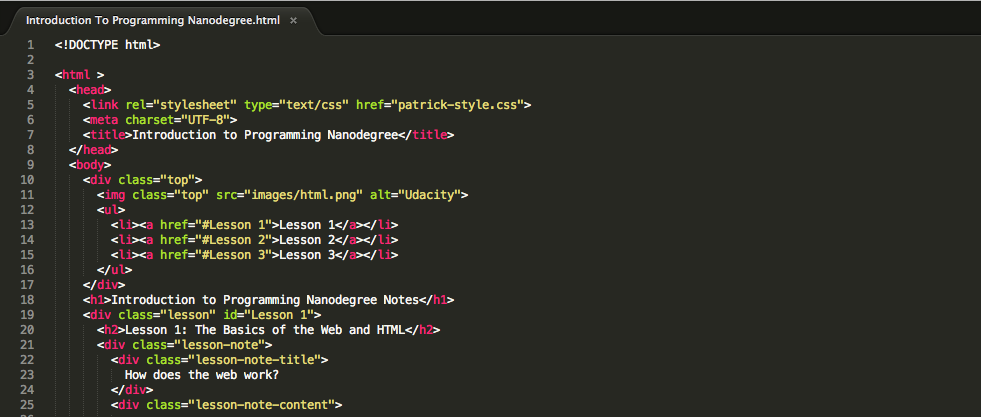 Introduction To Programming Nanodegree.html ×
1 <!DOCTYPE html>
2
3 <html >
4   <head>
5     <link rel="stylesheet" type="text/css" href="patrick-style.css">
6     <meta charset="UTF-8">
7     <title>Introduction to Programming Nanodegree</title>
8   </head>
9   <body>
10     <div class="top">
11       <img class="top" src="images/html.png" alt="Udacity">
12       <ul>
13         <li><a href="#Lesson 1">Lesson 1</a></li>
14         <li><a href="#Lesson 2">Lesson 2</a></li>
15         <li><a href="#Lesson 3">Lesson 3</a></li>
16       </ul>
17     </div>
18     <h1>Introduction to Programming Nanodegree Notes</h1>
19     <div class="lesson" id="Lesson 1">
20       <h2>Lesson 1: The Basics of the Web and HTML</h2>
21       <div class="lesson-note">
22         <div class="lesson-note-title">
23           How does the web work?
24         </div>
25         <div class="lesson-note-content">